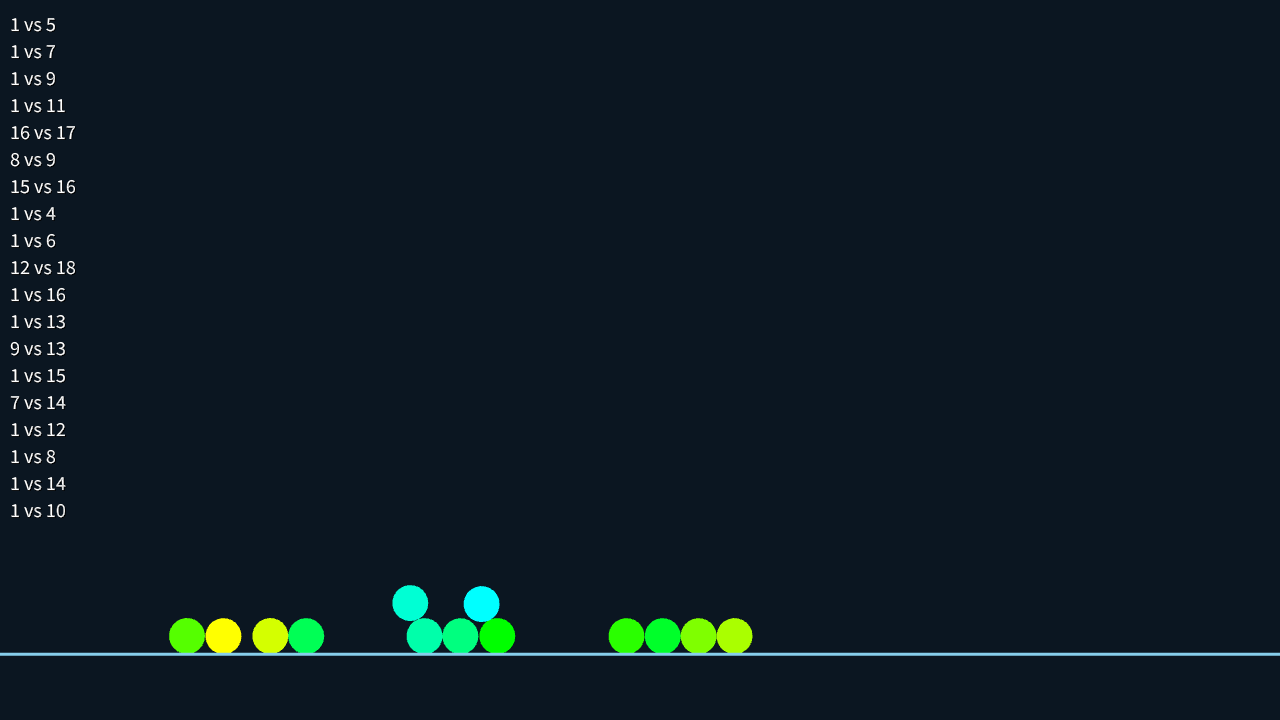 1 vs 5
1 vs 7
1 vs 9
1 vs 11
16 vs 17
8 vs 9
15 vs 16
1 vs 4
1 vs 6
12 vs 18
1 vs 16
1 vs 13
9 vs 13
1 vs 15
7 vs 14
1 vs 12
1 vs 8
1 vs 14
1 vs 10